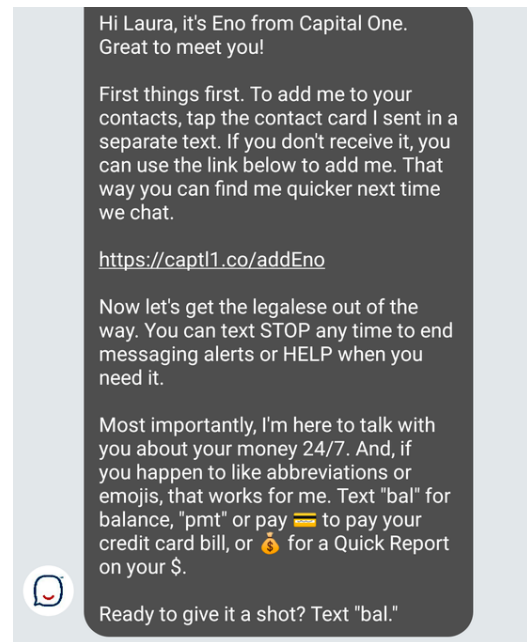 Hi Laura, it's Eno from Capital One.
Great to meet you!
First things first. To add me to your
contacts, tap the contact card I sent in a
separate text. If you don't receive it, you
can use the link below to add me. That
way you can find me quicker next time
we chat.
https://captl1.co/addEno
Now let's get the legalese out of the
way. You can text STOP any time to end
messaging alerts or HELP when you
need it.
Most importantly, I'm here to talk with
you about your money 24/7. And, if
you happen to like abbreviations or
emojis, that works for me. Text "bal" for
balance, "pmt" or pay 💳 to pay your
credit card bill, or 💰 for a Quick Report
on your $.
Ready to give it a shot? Text "bal."